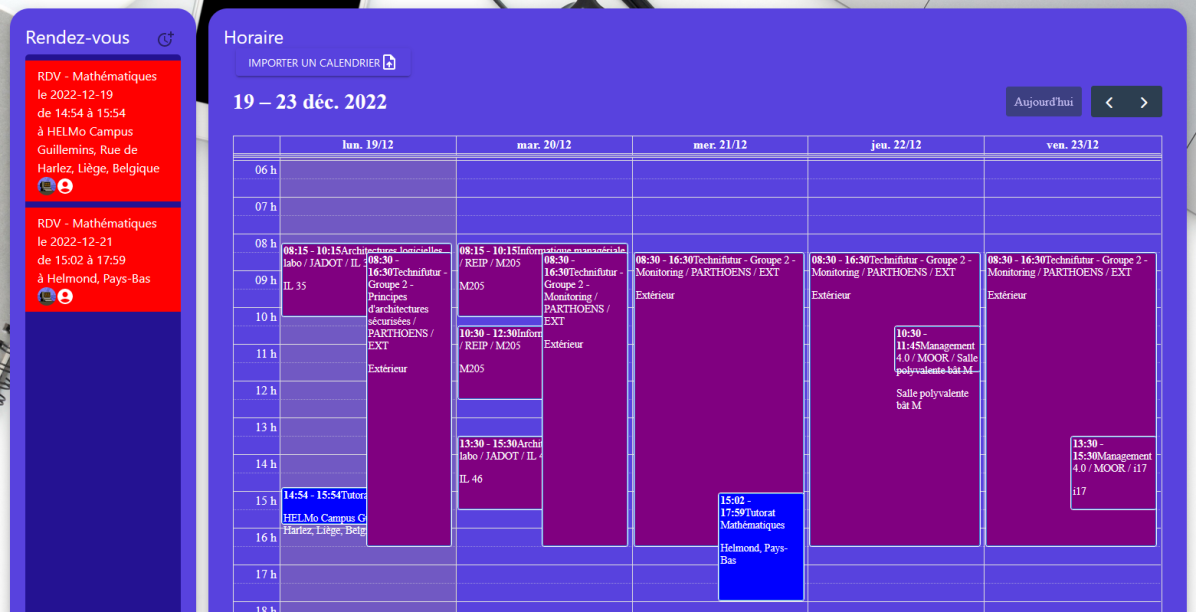 Rendez-vous
RDV - Mathématiques
le 2022-12-19
de 14:54 à 15:54
à HELMo Campus
Guillemins, Rue de
Harlez, Liège, Belgique
RDV - Mathématiques
le 2022-12-21
de 15:02 à 17:59
à Helmond, Pays-Bas
Horaire
IMPORTER UN CALENDRIER
19 – 23 déc. 2022
Aujourd'hui
lun. 19/12
mar. 20/12
mer. 21/12
jeu. 22/12
ven. 23/12
06 h
07 h
08 h
09 h
10 h
11 h
12 h
13 h
14 h
15 h
16 h
17 h
18 h
08:15 - 10:15Architectures logicielles
labo / JADOT / IL
IL 35
08:30 -
16:30Technifutur -
Groupe 2 -
Principes
d'architectures
sécurisées /
PARTHOENS /
EXT
Extérieur
14:54 - 15:54Tutora
HELMo Campus G
Harlez, Liège, Belg
08:15 - 10:15Informatique managériale
/ REIP / M205
M205
08:30 -
16:30Technifutur -
Groupe 2 -
Monitoring /
PARTHOENS /
EXT
Extérieur
10:30 - 12:30Inform
/ REIP / M205
M205
13:30 - 15:30Archit
labo / JADOT / IL 4
IL 46
08:30 - 16:30Technifutur - Groupe 2 -
Monitoring / PARTHOENS / EXT
Extérieur
15:02 -
17:59Tutorat
Mathématiques
Helmond, Pays-
Bas
08:30 - 16:30Technifutur - Groupe 2 -
Monitoring / PARTHOENS / EXT
Extérieur
10:30 -
11:45Management
4.0 / MOOR / Salle
polyvalente bât M
Salle polyvalente
bât M
08:30 - 16:30Technifutur - Groupe 2 -
Monitoring / PARTHOENS / EXT
Extérieur
13:30 -
15:30Management
4.0 / MOOR / i17
i17